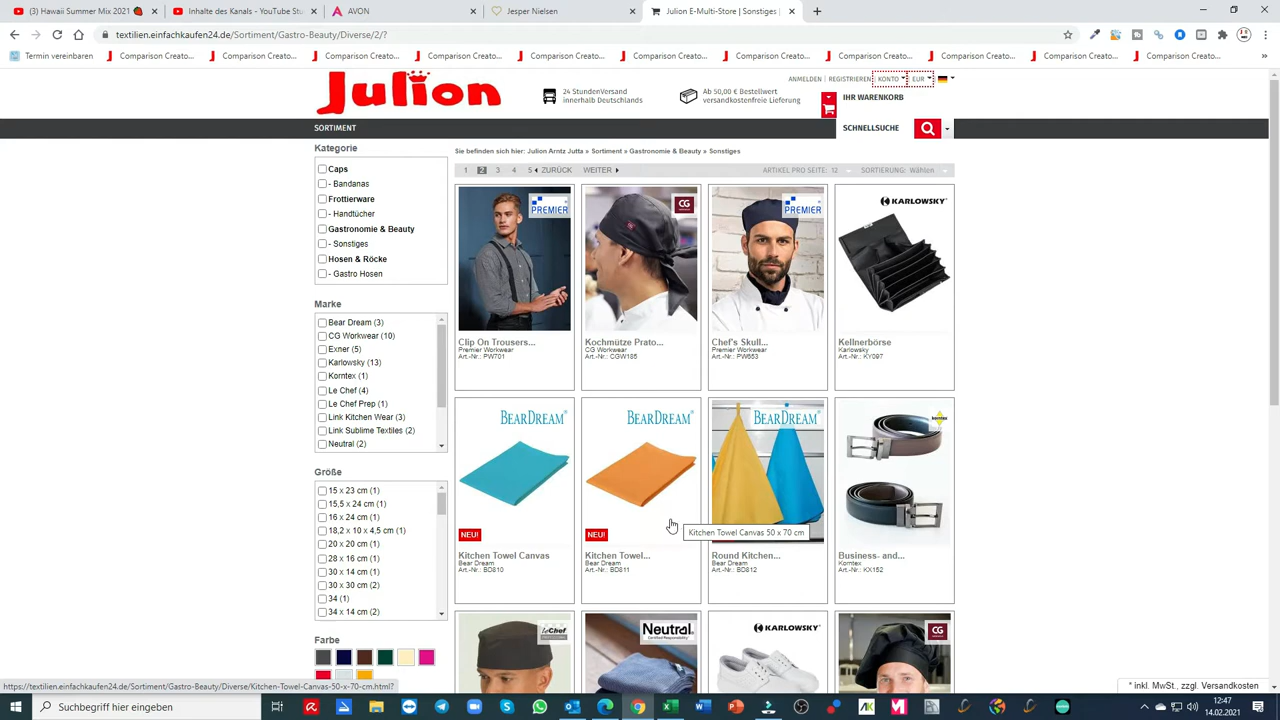 (3) Hawaii Summer Mix 2021
Inhalte des Kanals - YouTube Stu
AVON
Jesper Nielsen
Julion E-Multi-Store | Sonstiges
textilien.einfachkaufen24.de/Sortiment/Gastro-Beauty/Diverse/2/?
Termin vereinbaren
Comparison Creato...
Comparison Creato...
Comparison Creato...
Comparison Creato...
Comparison Creato...
Comparison Creato...
Comparison Creato...
Comparison Creato...
Comparison Creato...
Comparison Creato...
Comparison Creato...
»
Julion
24 StundenVersand
innerhalb Deutschlands
Ab 50,00 € Bestellwert
versandkostenfreie Lieferung
ANMELDEN | REGISTRIEREN
KONTO
EUR
IHR WARENKORB
SORTIMENT
SCHNELLSUCHE
Kategorie
Caps
- Bandanas
Frottierware
- Handtücher
Gastronomie & Beauty
- Sonstiges
Hosen & Röcke
- Gastro Hosen
Marke
Bear Dream (3)
CG Workwear (10)
Exner (5)
Karlowsky (13)
Korntex (1)
Le Chef (4)
Le Chef Prep (1)
Link Kitchen Wear (3)
Link Sublime Textiles (2)
Neutral (2)
Größe
15 x 23 cm (1)
15,5 x 24 cm (1)
16 x 24 cm (1)
18,2 x 10 x 4,5 cm (1)
20 x 20 cm (1)
28 x 16 cm (1)
30 x 14 cm (1)
30 x 30 cm (2)
34 (1)
34 x 14 cm (2)
Farbe
Sie befinden sich hier: Julion Arntz Jutta » Sortiment » Gastronomie & Beauty » Sonstiges
1 2 3 4 5 ZURÜCK WEITER
ARTIKEL PRO SEITE: 12
SORTIERUNG: Wählen
PREMIER
Clip On Trousers...
Premier Workwear
Art.-Nr.: PW701
CG
Kochmütze Prato...
CG Workwear
Art.-Nr.: CGW185
PREMIER
Chef's Skull...
Premier Workwear
Art.-Nr.: PW653
KARLOWSKY
Kellnerbörse
Karlowsky
Art.-Nr.: KY097
BEARDREAM
NEU!
Kitchen Towel Canvas
Bear Dream
Art.-Nr.: BD810
BEARDREAM
NEU!
Kitchen Towel...
Bear Dream
Art.-Nr.: BD811
Kitchen Towel Canvas 50 x 70 cm
BEARDREAM
Round Kitchen...
Bear Dream
Art.-Nr.: BD812
korntex
Business- and...
Korntex
Art.-Nr.: KX152
LeChef
Neutral
KARLOWSKY
CG
https://textilien.einfachkaufen24.de/Sortiment/Gastro-Beauty/Diverse/Kitchen-Towel-Canvas-50-x-70-cm.html?
* inkl. MwSt., zzgl. Versandkosten
Suchbegriff hier eingeben
12:47
14.02.2021